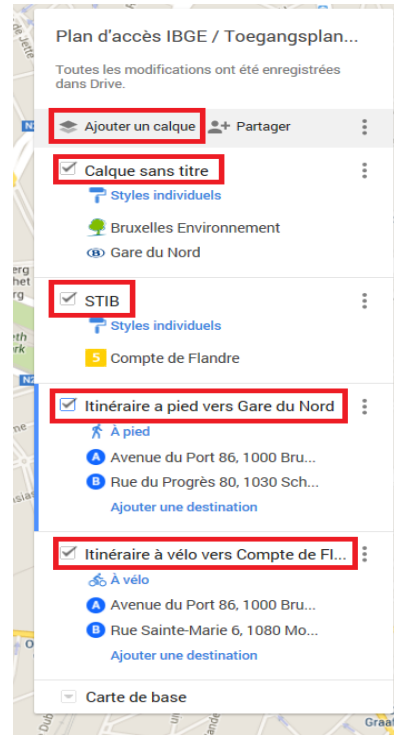 Plan d'accès IBGE / Toegangsplan...
Toutes les modifications ont été enregistrées
dans Drive.
Ajouter un calque
Partager
Calque sans titre
Styles individuels
Bruxelles Environnement
B Gare du Nord
STIB
Styles individuels
5 Compte de Flandre
Itinéraire a pied vers Gare du Nord
À pied
A Avenue du Port 86, 1000 Bru...
B Rue du Progrès 80, 1030 Sch...
Ajouter une destination
Itinéraire à vélo vers Compte de Fl...
À vélo
A Avenue du Port 86, 1000 Bru...
B Rue Sainte-Marie 6, 1080 Mo...
Ajouter une destination
Carte de base
Graaf